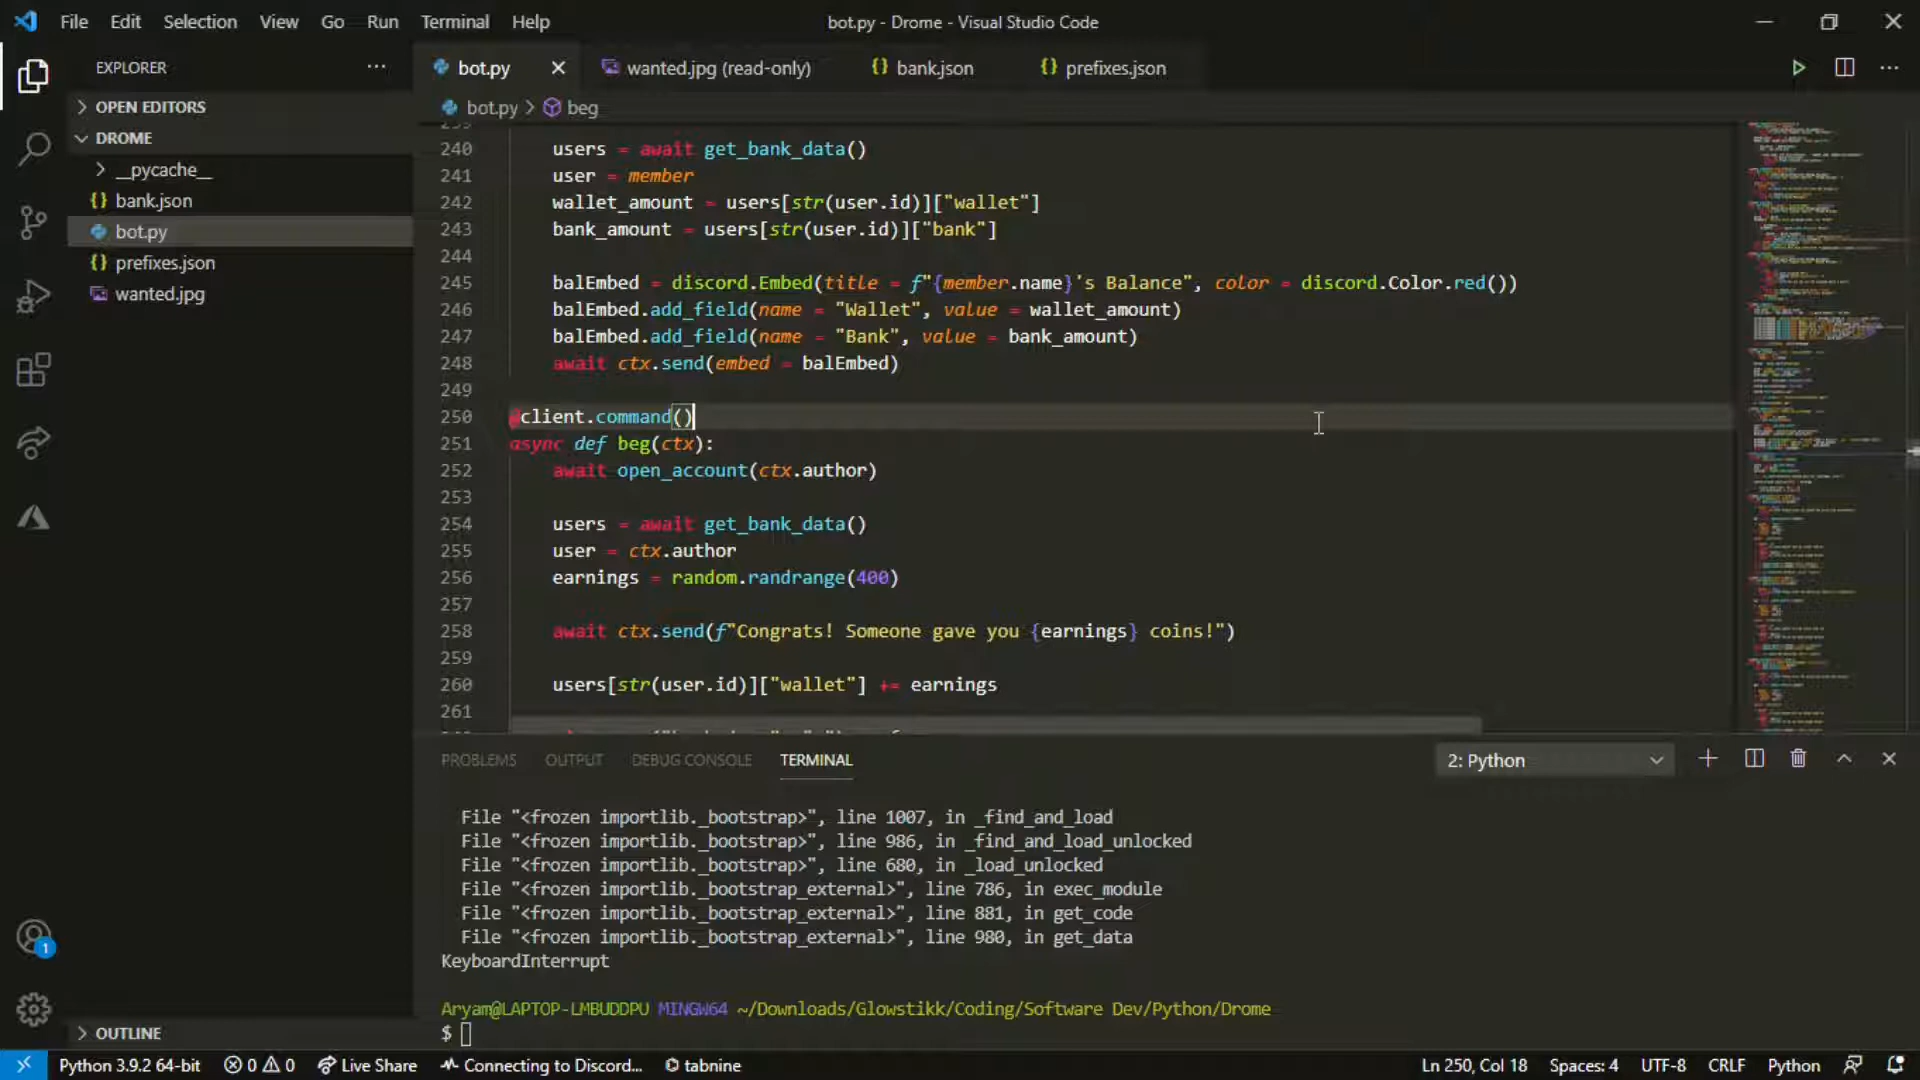 File Edit Selection View Go Run Terminal Help
bot.py - Drome - Visual Studio Code
EXPLORER
OPEN EDITORS
DROME
__pycache__
bank.json
bot.py
prefixes.json
wanted.jpg
OUTLINE
bot.py wanted.jpg (read-only) bank.json prefixes.json
bot.py > beg
240 users = await get_bank_data()
241 user = member
242 wallet_amount = users[str(user.id)]["wallet"]
243 bank_amount = users[str(user.id)]["bank"]
244
245 balEmbed = discord.Embed(title = f"{member.name}'s Balance", color = discord.Color.red())
246 balEmbed.add_field(name = "Wallet", value = wallet_amount)
247 balEmbed.add_field(name = "Bank", value = bank_amount)
248 await ctx.send(embed = balEmbed)
249
250 @client.command()
251 async def beg(ctx):
252 await open_account(ctx.author)
253
254 users = await get_bank_data()
255 user = ctx.author
256 earnings = random.randrange(400)
257
258 await ctx.send(f"Congrats! Someone gave you {earnings} coins!")
259
260 users[str(user.id)]["wallet"] += earnings
261
PROBLEMS OUTPUT DEBUG CONSOLE TERMINAL
2: Python
File "<frozen importlib._bootstrap>", line 1007, in _find_and_load
File "<frozen importlib._bootstrap>", line 986, in _find_and_load_unlocked
File "<frozen importlib._bootstrap>", line 680, in _load_unlocked
File "<frozen importlib._bootstrap_external>", line 786, in exec_module
File "<frozen importlib._bootstrap_external>", line 881, in get_code
File "<frozen importlib._bootstrap_external>", line 980, in get_data
KeyboardInterrupt
Aryam@LAPTOP-LMBUDDPU MINGW64 ~/Downloads/Glowstikk/Coding/Software Dev/Python/Drome
$
1
Python 3.9.2 64-bit 0 0 Live Share Connecting to Discord... tabnine
Ln 250, Col 18 Spaces: 4 UTF-8 CRLF Python